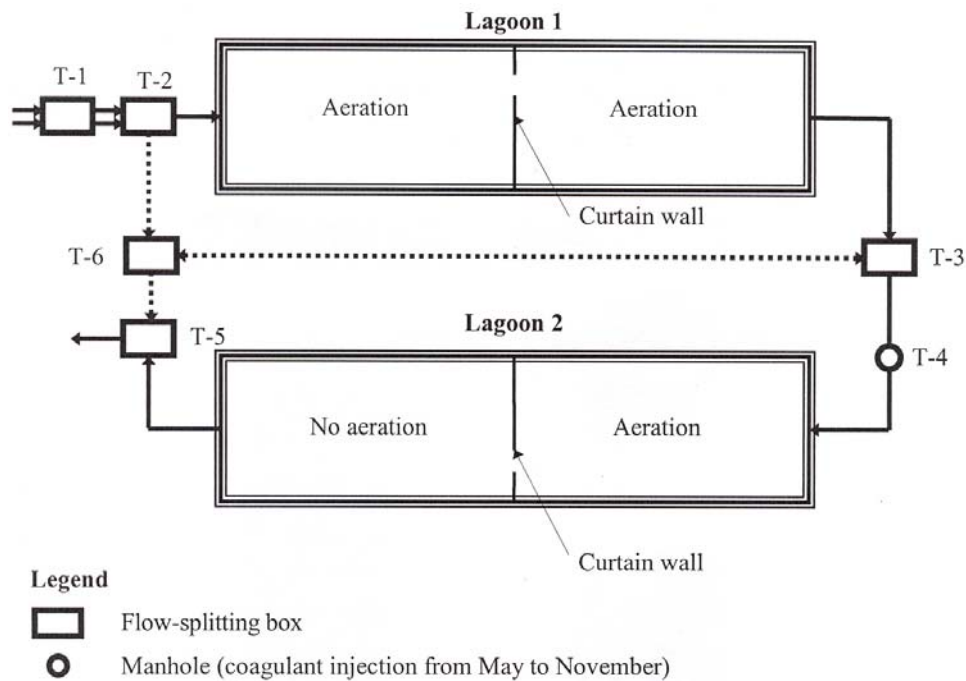 Lagoon 1
T-1
T-2
Aeration
Aeration
Curtain wall
T-6
T-3
Lagoon 2
T-5
T-4
No aeration
Aeration
Curtain wall
Legend
Flow-splitting box
Manhole (coagulant injection from May to November)